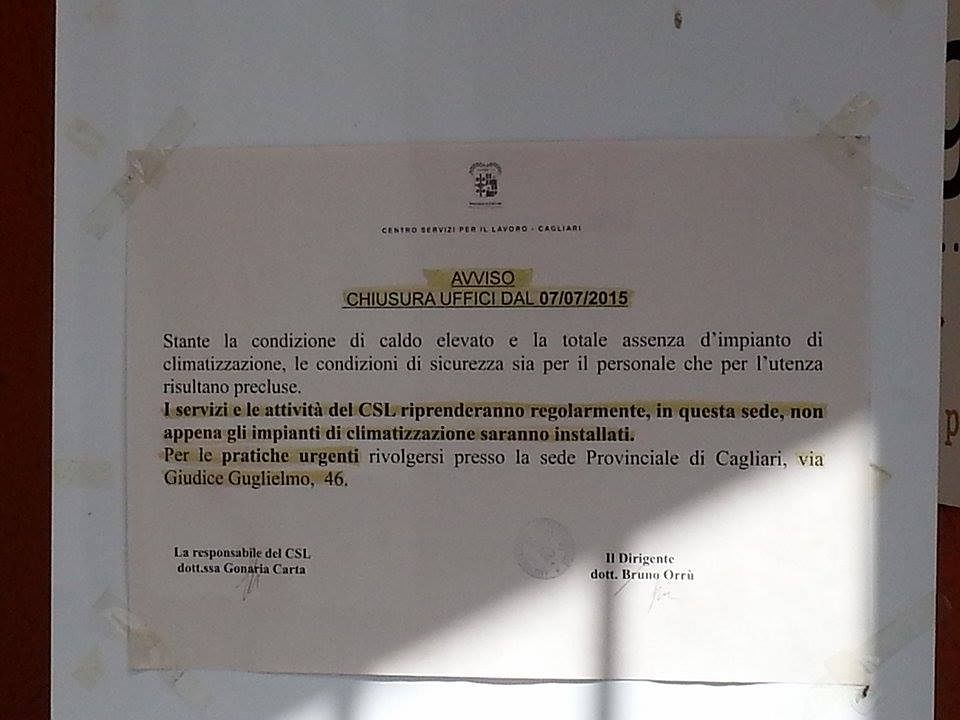 CENTRO SERVIZI PER IL LAVORO - CAGLIARI
AVVISO
CHIUSURA UFFICI DAL 07/07/2015
Stante la condizione di caldo elevato e la totale assenza d'impianto di
climatizzazione, le condizioni di sicurezza sia per il personale che per l'utenza
risultano precluse.
I servizi e le attività del CSL riprenderanno regolarmente, in questa sede, non
appena gli impianti di climatizzazione saranno installati.
Per le pratiche urgenti rivolgersi presso la sede Provinciale di Cagliari, via
Giudice Guglielmo, 46.
La responsabile del CSL
dott.ssa Gonaria Carta
Il Dirigente
dott. Bruno Orrù